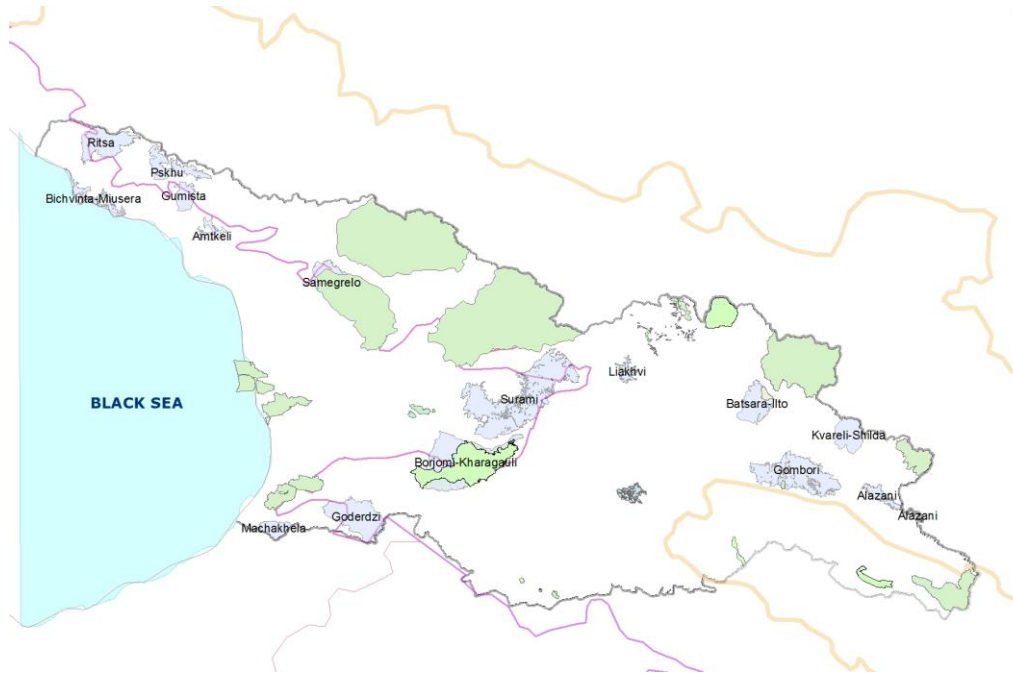 Ritsa
Pskhu
Bichvinta-Miusera
Gumista
Amtkeli
Samegrelo
Liakhvi
BLACK SEA
Surami
Batsara-Ilto
Kvareli-Shilda
Borjomi-Kharagauli
Gombori
Alazani
Alazani
Goderdzi
Machakhela